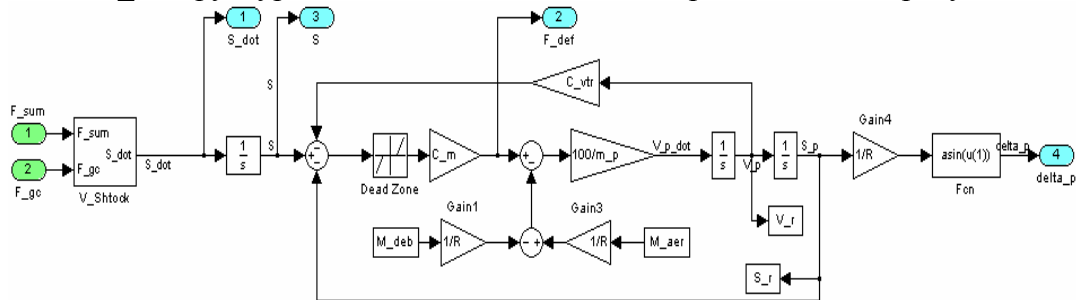 1
S_dot
3
S
2
F_def
C_vtr
F_sum
1
2
F_gc
F_sum
F_gc
S_dot
V_Shtock
S_dot
1
s
S
S
Dead Zone
C_m
100/m_p
V_p_dot
1
s
V_p
1
s
S_p
Gain4
1/R
asin(u(1))
Fcn
delta_p
4
delta_p
Gain1
Gain3
M_deb
1/R
1/R
M_aer
V_r
S_r